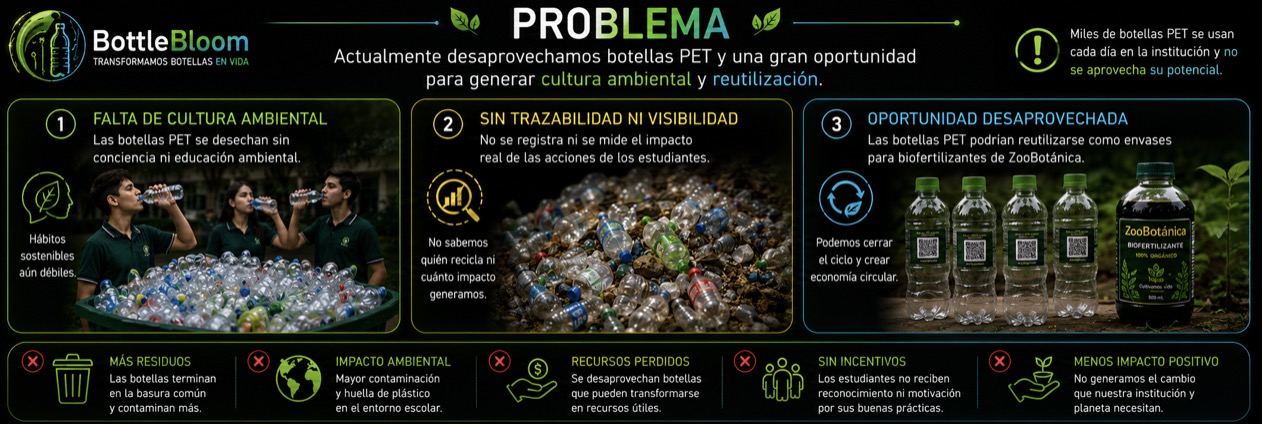 BottleBloom
TRANSFORMAMOS BOTELLAS EN VIDA
PROBLEMA
Actualmente desaprovechamos botellas PET y una gran oportunidad
para generar cultura ambiental y reutilización.
Miles de botellas PET se usan
cada día en la institución y no
se aprovecha su potencial.
1
FALTA DE CULTURA AMBIENTAL
Las botellas PET se desechan sin
conciencia ni educación ambiental.
Hábitos
sostenibles
aún débiles.
2
SIN TRAZABILIDAD NI VISIBILIDAD
No se registra ni se mide el impacto
real de las acciones de los estudiantes.
No sabemos
quién recicla ni
cuánto impacto
generamos.
3
OPORTUNIDAD DESAPROVECHADA
Las botellas PET podrían reutilizarse como envases
para biofertilizantes de ZooBotánica.
Podemos cerrar
el ciclo y crear
economía circular.
ZooBotánica
BIOFERTILIZANTE
100% ORGÁNICO
Cultivamos vida
500 mL
MÁS RESIDUOS
Las botellas terminan
en la basura común
y contaminan más.
IMPACTO AMBIENTAL
Mayor contaminación
y huella de plástico
en el entorno escolar.
RECURSOS PERDIDOS
Se desaprovechan botellas
que pueden transformarse
en recursos útiles.
SIN INCENTIVOS
Los estudiantes no reciben
reconocimiento ni motivación
por sus buenas prácticas.
MENOS IMPACTO POSITIVO
No generamos el cambio
que nuestra institución y
planeta necesitan.